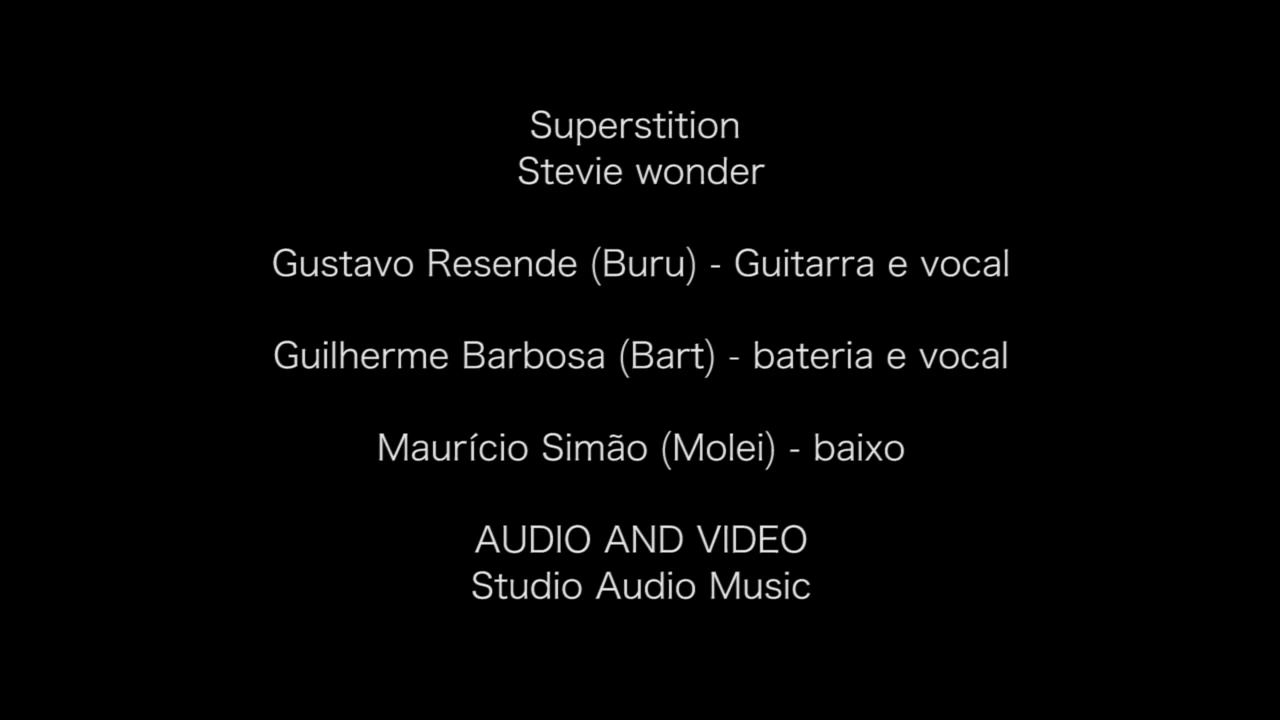 Superstition
Stevie wonder
Gustavo Resende (Buru) - Guitarra e vocal
Guilherme Barbosa (Bart) - bateria e vocal
Maurício Simão (Molei) - baixo
AUDIO AND VIDEO
Studio Audio Music